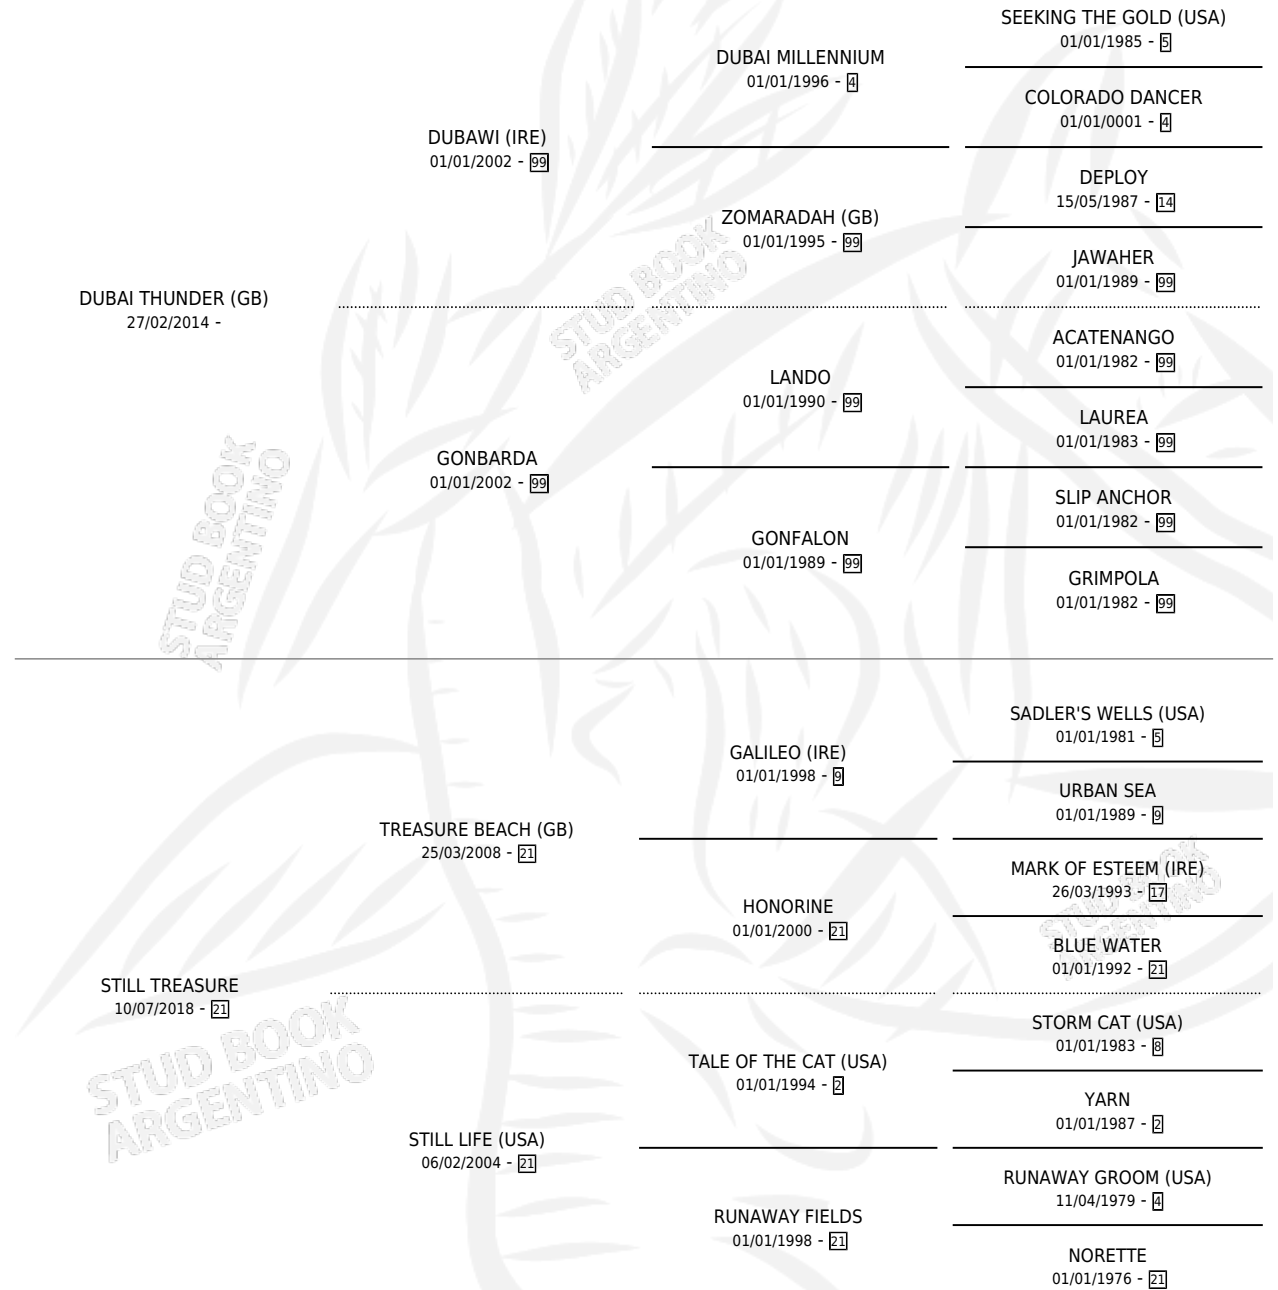 SEEKING THE GOLD (USA)
01/01/1985 - 5
DUBAI MILLENNIUM
01/01/1996 - 4
COLORADO DANCER
01/01/0001 - 4
DUBAWI (IRE)
01/01/2002 - 99
DEPLOY
15/05/1987 - 14
ZOMARADAH (GB)
01/01/1995 - 99
JAWAHER
01/01/1989 - 99
DUBAI THUNDER (GB)
27/02/2014 -
ACATENANGO
01/01/1982 - 99
LANDO
01/01/1990 - 99
LAUREA
01/01/1983 - 99
GONBARDA
01/01/2002 - 99
SLIP ANCHOR
01/01/1982 - 99
GONFALON
01/01/1989 - 99
GRIMPOLA
01/01/1982 - 99
SADLER'S WELLS (USA)
01/01/1981 - 5
GALILEO (IRE)
01/01/1998 - 9
URBAN SEA
01/01/1989 - 9
TREASURE BEACH (GB)
25/03/2008 - 21
MARK OF ESTEEM (IRE)
26/03/1993 - 17
HONORINE
01/01/2000 - 21
BLUE WATER
01/01/1992 - 21
STILL TREASURE
10/07/2018 - 21
STORM CAT (USA)
01/01/1983 - 8
TALE OF THE CAT (USA)
01/01/1994 - 2
YARN
01/01/1987 - 2
STILL LIFE (USA)
06/02/2004 - 21
RUNAWAY GROOM (USA)
11/04/1979 - 4
RUNAWAY FIELDS
01/01/1998 - 21
NORETTE
01/01/1976 - 21
STUD BOOK
ARGENTINO
STUD BOOK
ARGENTINO
STUD BOOK
ARGENTINO
STUD BOOK
ARGENTINO